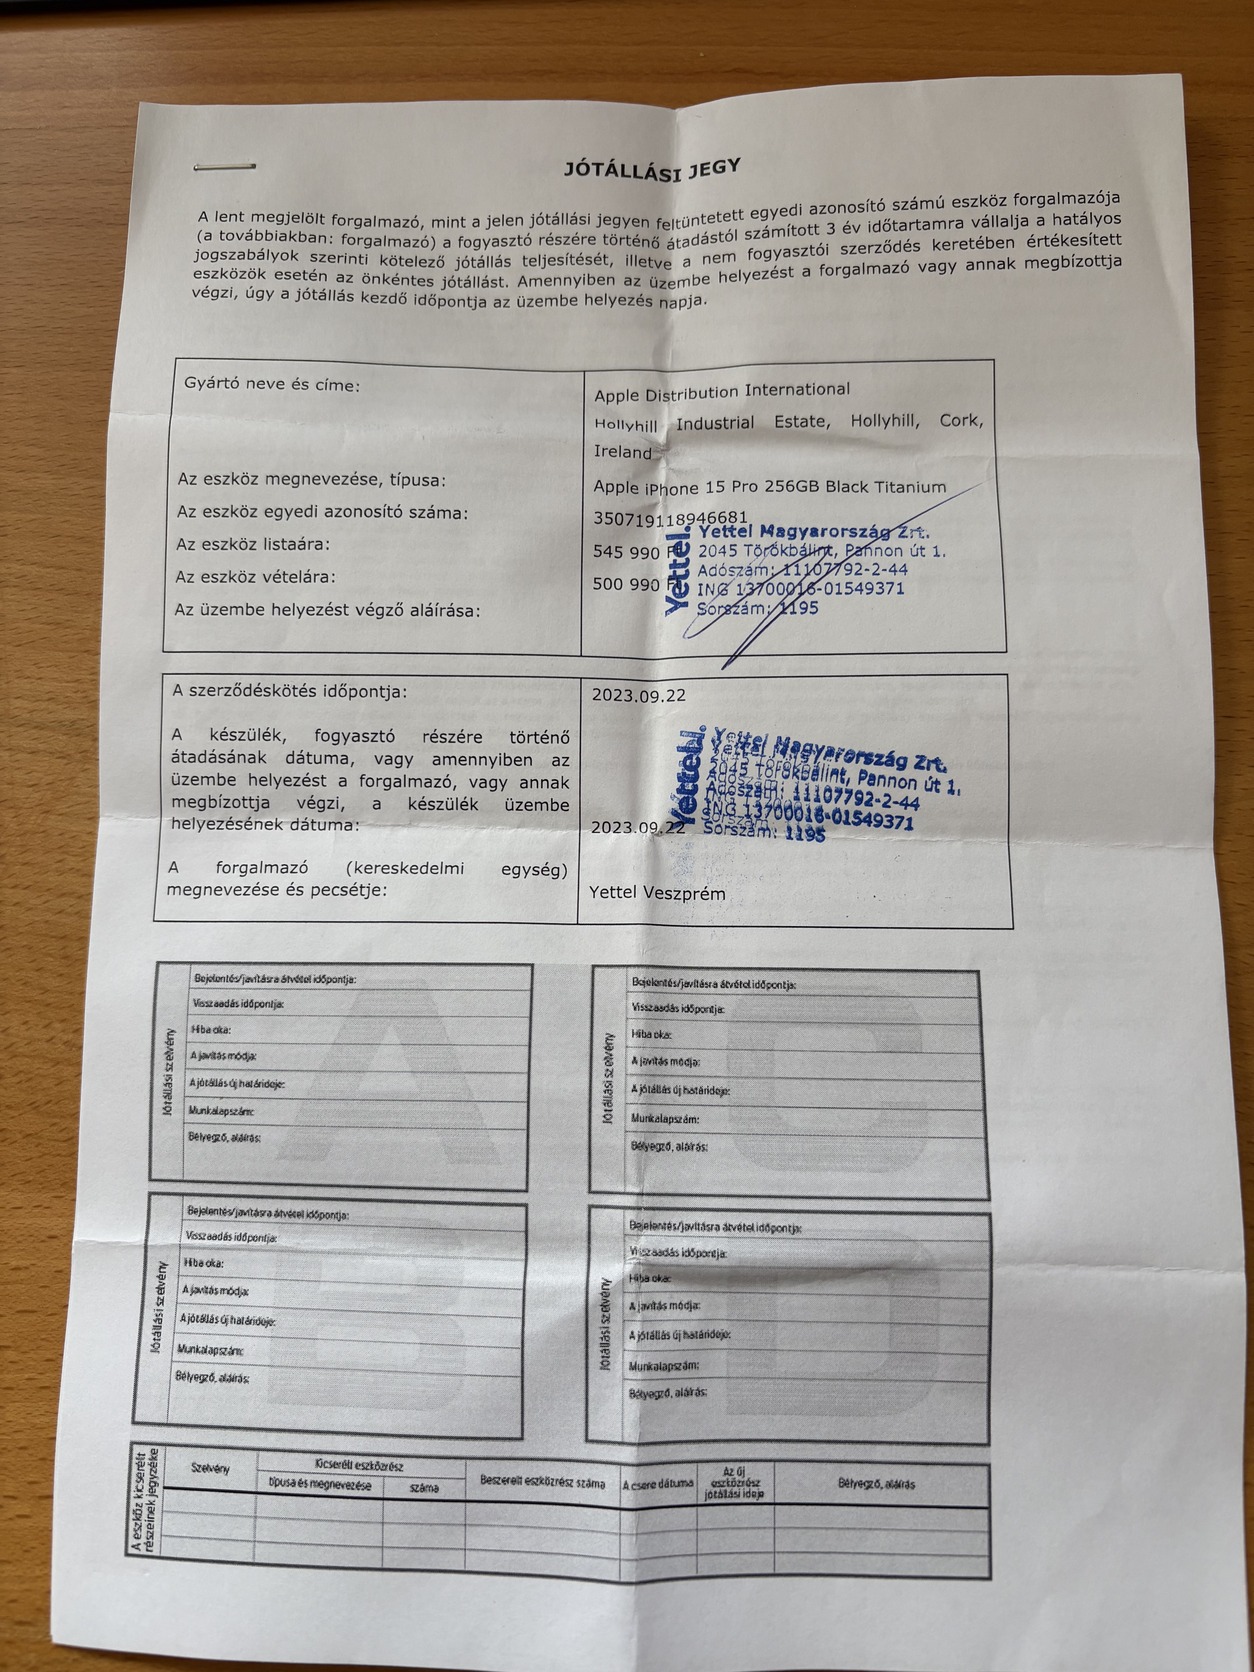 JÓTÁLLÁSI JEGY
A lent megjelölt forgalmazó, mint a jelen jótállási jegyen feltüntetett egyedi azonosító számú eszköz forgalmazója
(a továbbiakban: forgalmazó) a fogyasztó részére történő átadástól számított 3 év időtartamra vállalja a hatályos
jogszabályok szerinti kötelező jótállás teljesítését, illetve a nem fogyasztói szerződés keretében értékesített
eszközök esetén az önkéntes jótállást. Amennyiben az üzembe helyezést a forgalmazó vagy annak megbízottja
végzi, úgy a jótállás kezdő időpontja az üzembe helyezés napja.
Gyártó neve és címe:
Apple Distribution International
Hollyhill Industrial Estate, Hollyhill, Cork,
Ireland
Az eszköz megnevezése, típusa:
Apple iPhone 15 Pro 256GB Black Titanium
Az eszköz egyedi azonosító száma:
350719118946681
Az eszköz listaára:
545 990 F
Az eszköz vételára:
500 990 F
Az üzembe helyezést végző aláírása:
Yettel.
Yettel Magyarország Zrt.
2045 Törökbálint, Pannon út 1.
Adószám: 11107792-2-44
ING 13700016-01549371
Sorszám: 1195
A szerződéskötés időpontja:
2023.09.22
A készülék, fogyasztó részére történő
átadásának dátuma, vagy amennyiben az
üzembe helyezést a forgalmazó, vagy annak
megbízottja végzi, a készülék üzembe
helyezésének dátuma:
2023.09.22
Yettel.
Yettel Magyarország Zrt.
2045 Törökbálint, Pannon út 1.
Adószám: 11107792-2-44
ING 13700016-01549371
Sorszám: 1195
A forgalmazó (kereskedelmi egység)
megnevezése és pecsétje:
Yettel Veszprém
Jótállási szelvény
A
Bejelentés/javításra átvétel időpontja:
Visszaadás időpontja:
Hiba oka:
A javítás módja:
A jótállás új határideje:
Munkalapszám:
Bélyegző, aláírás:
Jótállási szelvény
C
Bejelentés/javításra átvétel időpontja:
Visszaadás időpontja:
Hiba oka:
A javítás módja:
A jótállás új határideje:
Munkalapszám:
Bélyegző, aláírás:
Jótállási szelvény
B
Bejelentés/javításra átvétel időpontja:
Visszaadás időpontja:
Hiba oka:
A javítás módja:
A jótállás új határideje:
Munkalapszám:
Bélyegző, aláírás:
Jótállási szelvény
D
Bejelentés/javításra átvétel időpontja:
Visszaadás időpontja:
Hiba oka:
A javítás módja:
A jótállás új határideje:
Munkalapszám:
Bélyegző, aláírás:
A eszköz kicserélt
részeinek jegyzéke
Szelvény
Kicserélt eszközrész
típusa és megnevezése
száma
Beszerelt eszközrész száma
A csere dátuma
Az új
eszközrész
jótállási ideje
Bélyegző, aláírás